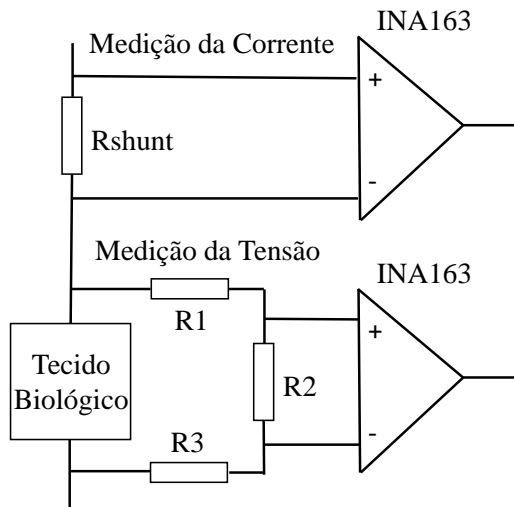 INA163
Medição da Corrente
+
Rshunt
-
Medição da Tensão
INA163
R1
+
Tecido
Biológico
R2
-
R3